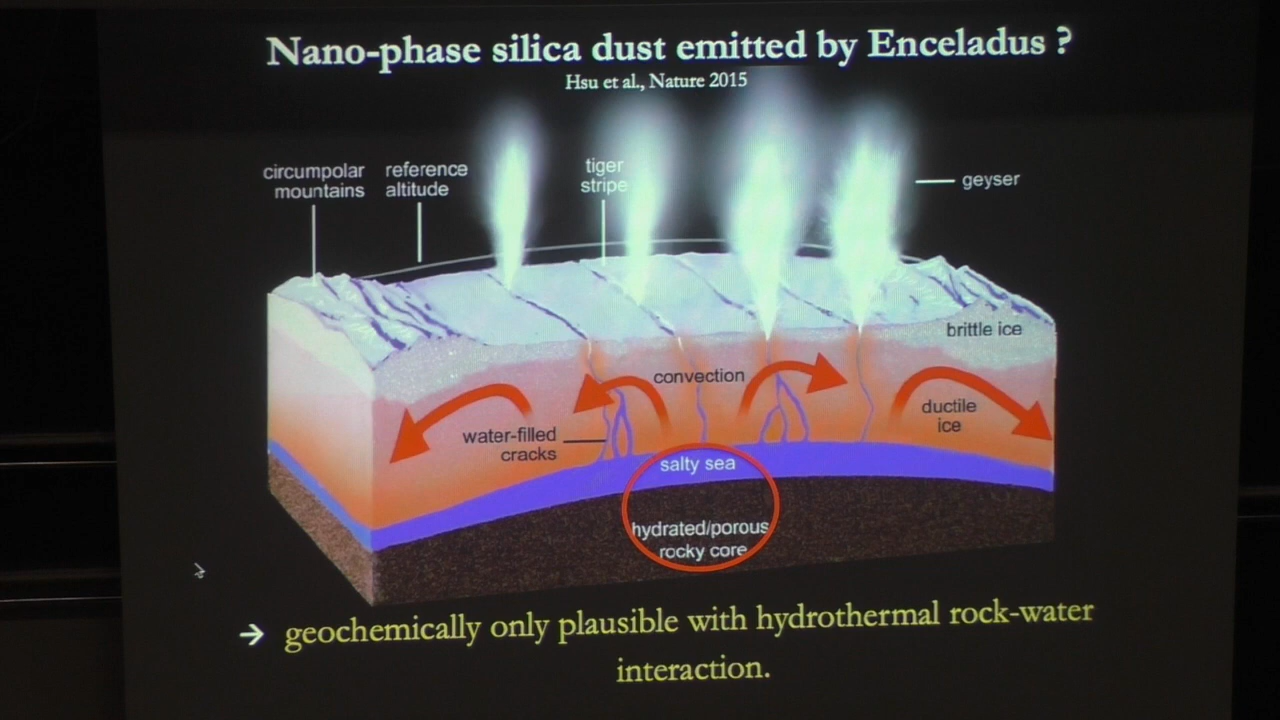 Nano-phase silica dust emitted by Enceladus ?
Hsu et al., Nature 2015
circumpolar
mountains
reference
altitude
tiger
stripe
geyser
brittle ice
convection
ductile
ice
water-filled
cracks
salty sea
hydrated/porous
rocky core
→ geochemically only plausible with hydrothermal rock-water
interaction.